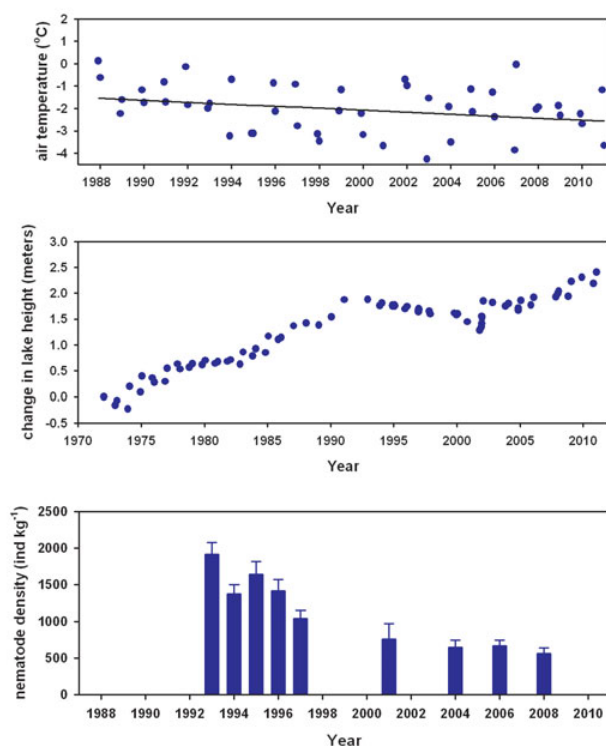 air temperature (°C)
2
1
0
-1
-2
-3
-4
1988 1990 1992 1994 1996 1998 2000 2002 2004 2006 2008 2010
Year
change in lake height (meters)
3.0
2.5
2.0
1.5
1.0
0.5
0.0
-0.5
1970 1975 1980 1985 1990 1995 2000 2005 2010
Year
nematode density (ind kg⁻¹)
2500
2000
1500
1000
500
0
1988 1990 1992 1994 1996 1998 2000 2002 2004 2006 2008 2010
Year